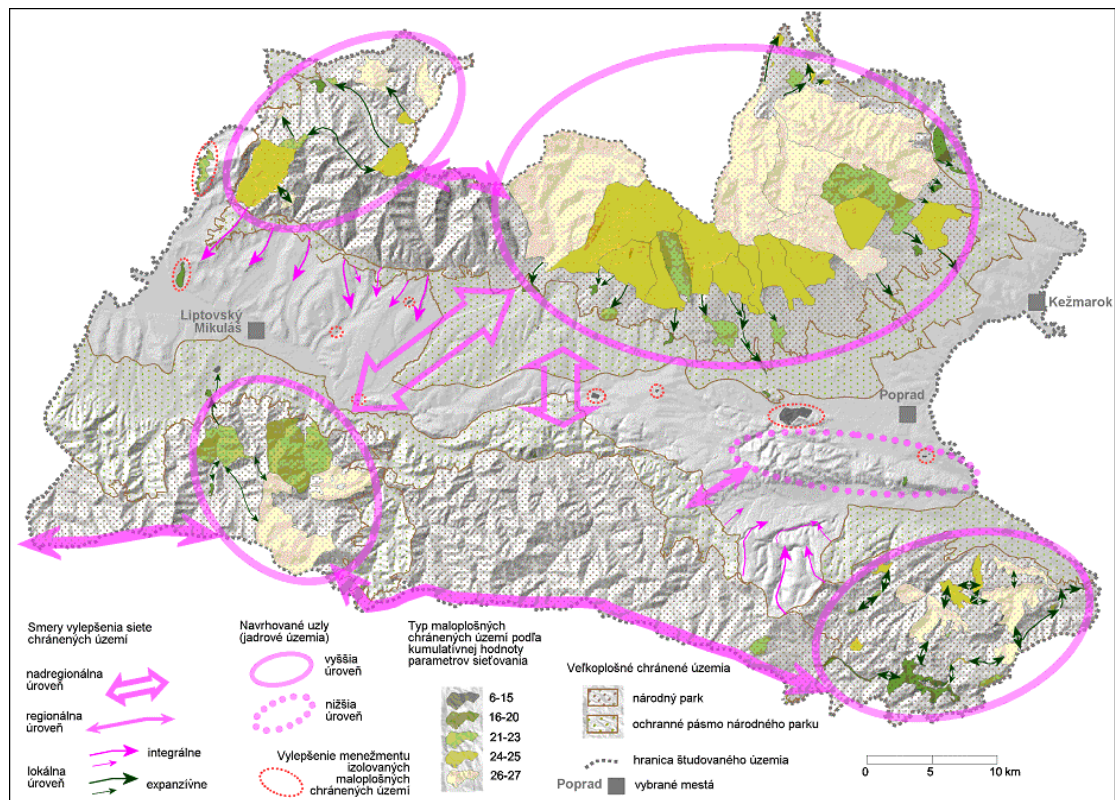 Liptovský
Mikuláš
Kežmarok
Poprad
Smery vylepšenia siete
chránených území
nadregionálna
úroveň
regionálna
úroveň
lokálna
úroveň
integrálne
expanzívne
Navrhované uzly
(jadrové územia)
vyššia
úroveň
nižšia
úroveň
Vylepšenie menežmentu
izolovaných
maloplošných
chránených území
Typ maloplošných
chránených území podľa
kumulatívnej hodnoty
parametrov sieťovania
6-15
16-20
21-23
24-25
26-27
Veľkoplošné chránené územia
národný park
ochranné pásmo národného parku
hranica študovaného územia
Poprad vybrané mestá
0 5 10 km